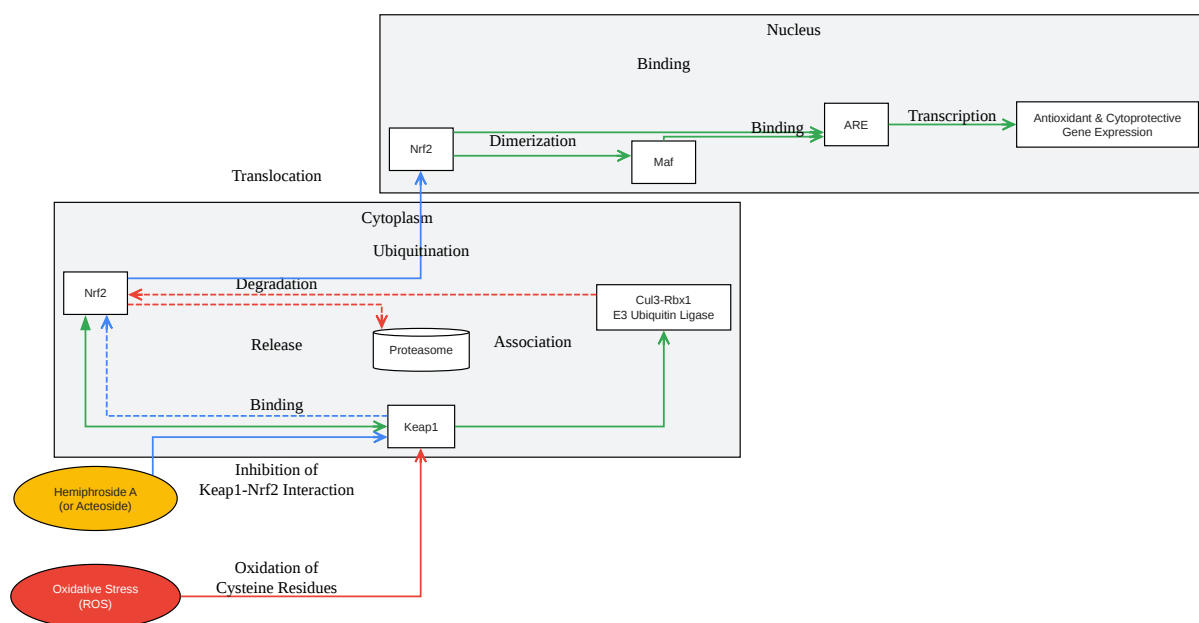 Nucleus
Binding
ARE
Transcription
Antioxidant & Cytoprotective
Gene Expression
Binding
Nrf2
Dimerization
Maf
Translocation
Cytoplasm
Ubiquitination
Nrf2
Degradation
Cul3-Rbx1
E3 Ubiquitin Ligase
Release
Proteasome
Association
Binding
Keap1
Inhibition of
Keap1-Nrf2 Interaction
Hemiphroside A
(or Acteoside)
Oxidation of
Cysteine Residues
Oxidative Stress
(ROS)